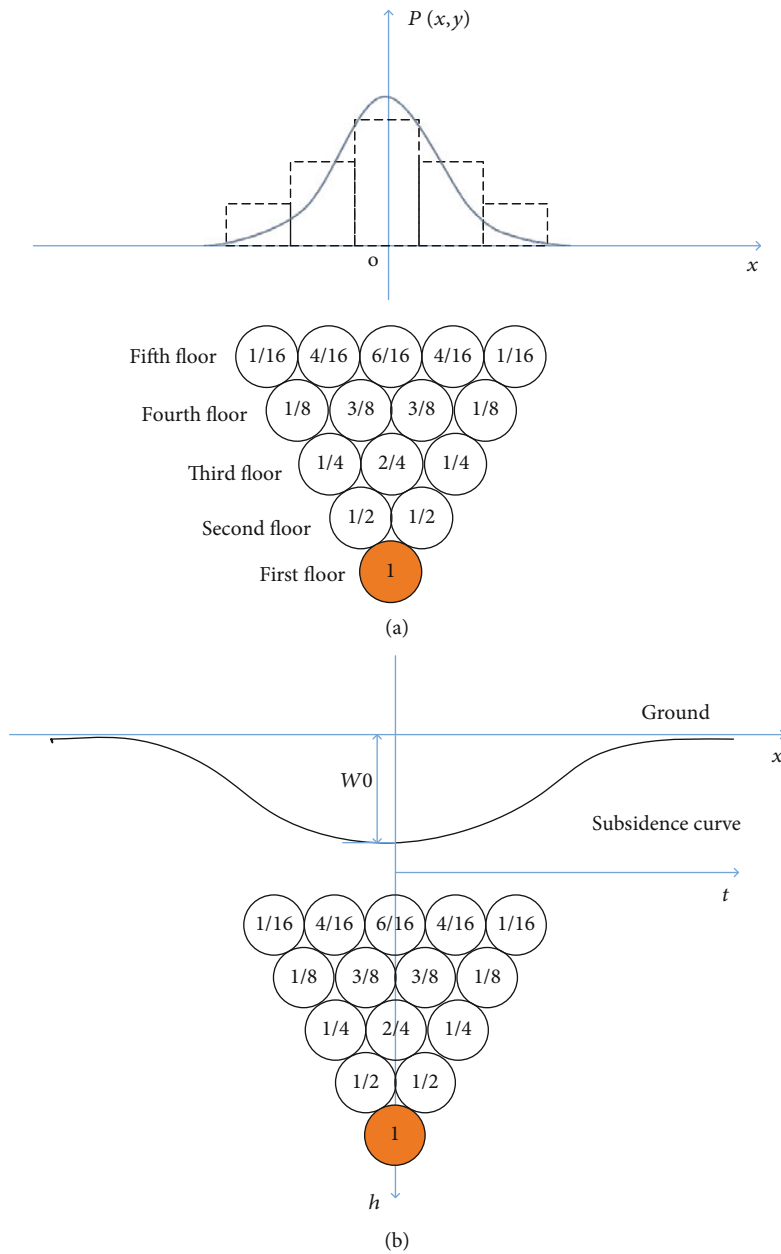 P (x, y)
o
x
Fifth floor 1/16 4/16 6/16 4/16 1/16
Fourth floor 1/8 3/8 3/8 1/8
Third floor 1/4 2/4 1/4
Second floor 1/2 1/2
First floor 1
(a)
Ground
x
W0
Subsidence curve
t
1/16 4/16 6/16 4/16 1/16
1/8 3/8 3/8 1/8
1/4 2/4 1/4
1/2 1/2
1
h
(b)